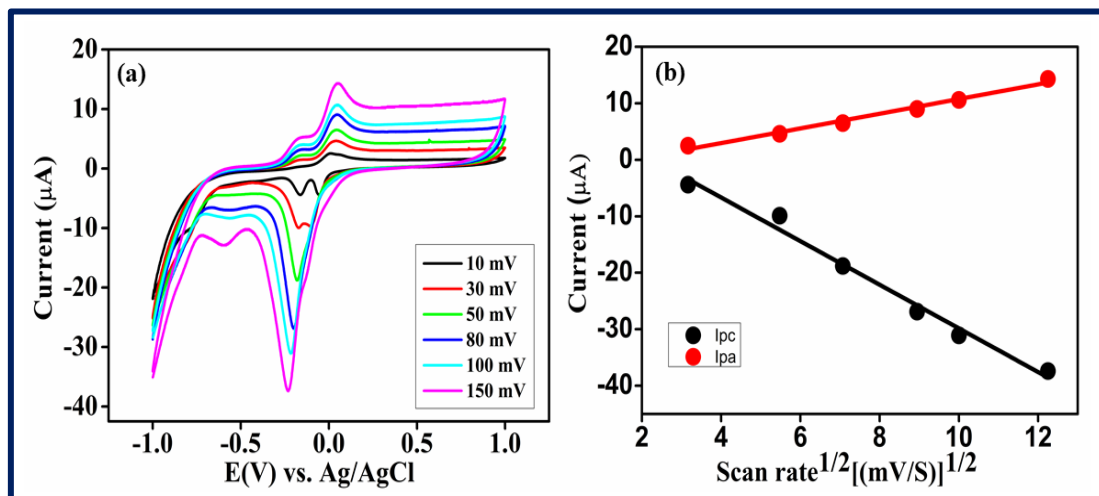 (a)
20
10
0
-10
-20
-30
-40
Current (μA)
-1.0
-0.5
0.0
0.5
1.0
E(V) vs. Ag/AgCl
10 mV
30 mV
50 mV
80 mV
100 mV
150 mV
(b)
20
10
0
-10
-20
-30
-40
Current (μA)
2
4
6
8
10
12
Scan rate1/2[(mV/S)]1/2
Ipc
Ipa